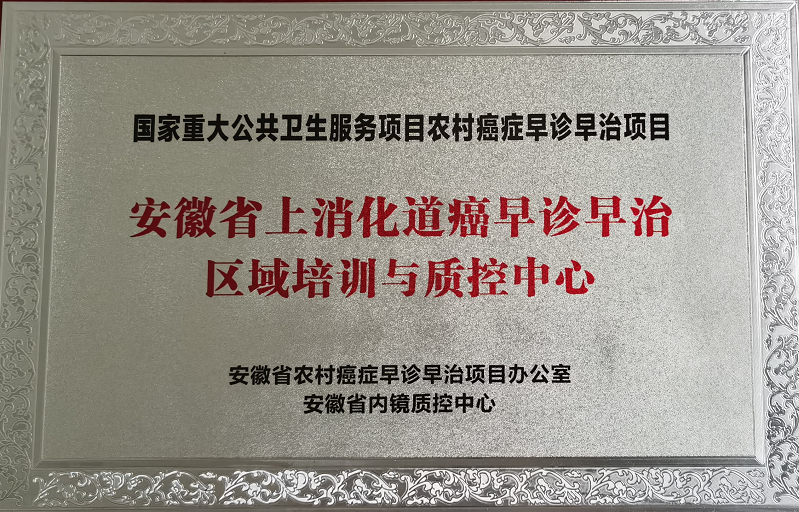 国家重大公共卫生服务项目农村癌症早诊早治项目
安徽省上消化道癌早诊早治
区域培训与质控中心
安徽省农村癌症早诊早治项目办公室
安徽省内镜质控中心